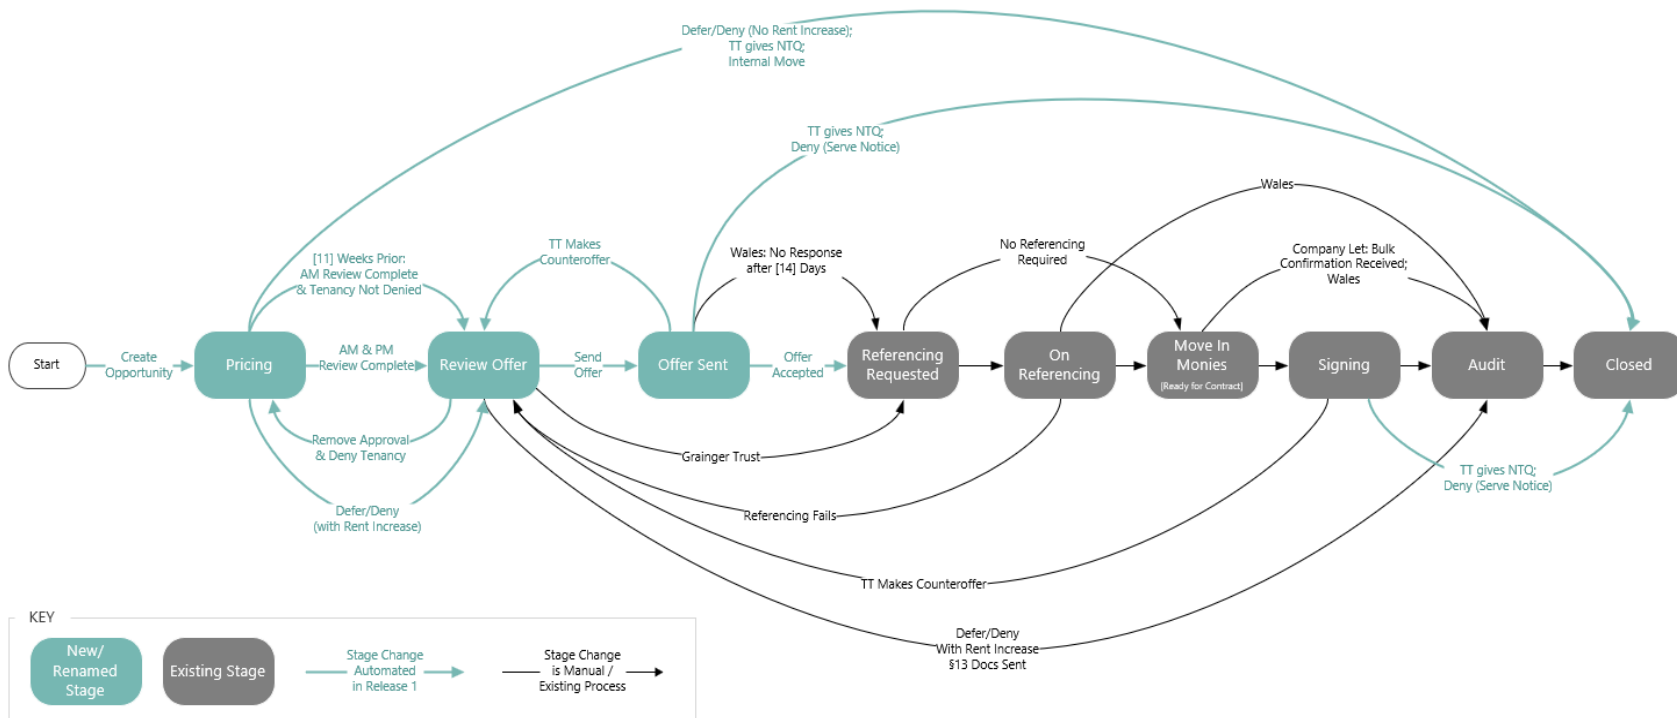 Defer/Deny (No Rent Increase);
TT gives NTQ;
Internal Move
TT gives NTQ;
Deny (Serve Notice)
Wales
[11] Weeks Prior:
AM Review Complete
& Tenancy Not Denied
TT Makes
Counteroffer
Wales: No Response
after [14] Days
No Referencing
Required
Company Let: Bulk
Confirmation Received;
Wales
Start
Create
Opportunity
Pricing
AM & PM
Review Complete
Review Offer
Send
Offer
Offer Sent
Offer
Accepted
Referencing
Requested
On
Referencing
Move In
Monies
[Ready for Contract]
Signing
Audit
Closed
Remove Approval
& Deny Tenancy
Grainger Trust
TT gives NTQ;
Deny (Serve Notice)
Defer/Deny
(with Rent Increase)
Referencing Fails
TT Makes Counteroffer
Defer/Deny
With Rent Increase
§13 Docs Sent
KEY
New/
Renamed
Stage
Existing Stage
Stage Change
Automated
in Release 1
Stage Change
is Manual /
Existing Process